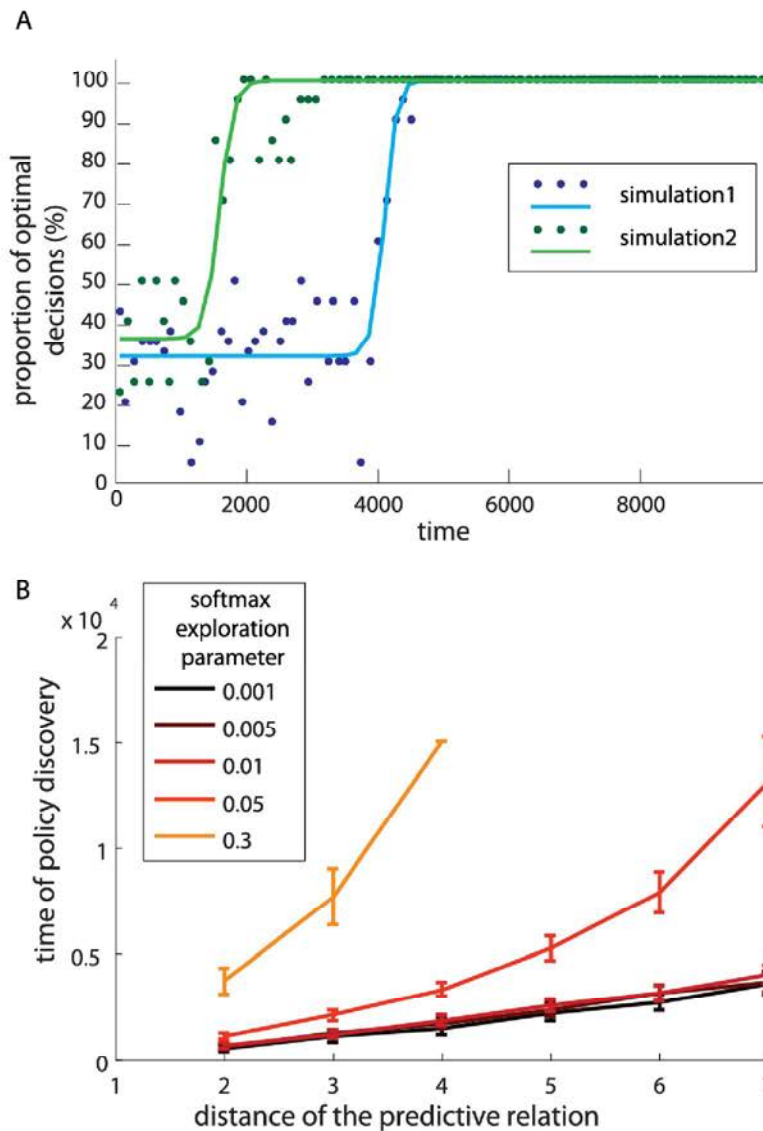 A
proportion of optimal
decisions (%)
100
90
80
70
60
50
40
30
20
10
0
simulation1
simulation2
0
2000
4000
6000
8000
time
B
x 10 4
softmax
exploration
parameter
0.001
0.005
0.01
0.05
0.3
time of policy discovery
2
1.5
1
0.5
0
1
2
3
4
5
6
distance of the predictive relation